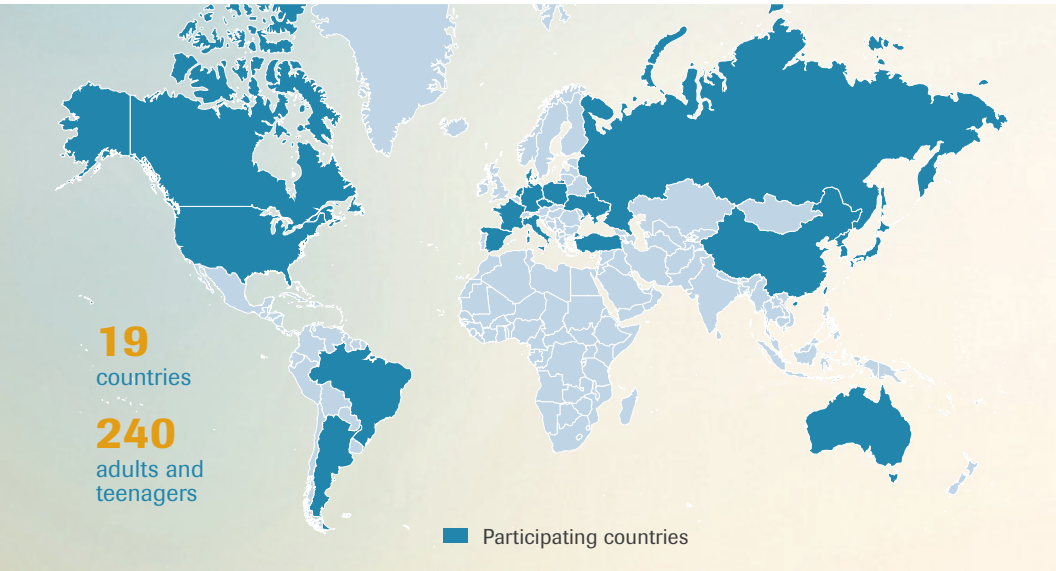 19
countries
240
adults and
teenagers
Participating countries